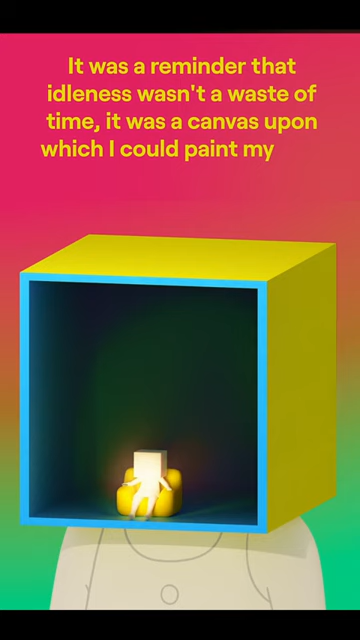 It was a reminder that
idleness wasn't a waste of
time, it was a canvas upon
which I could paint my